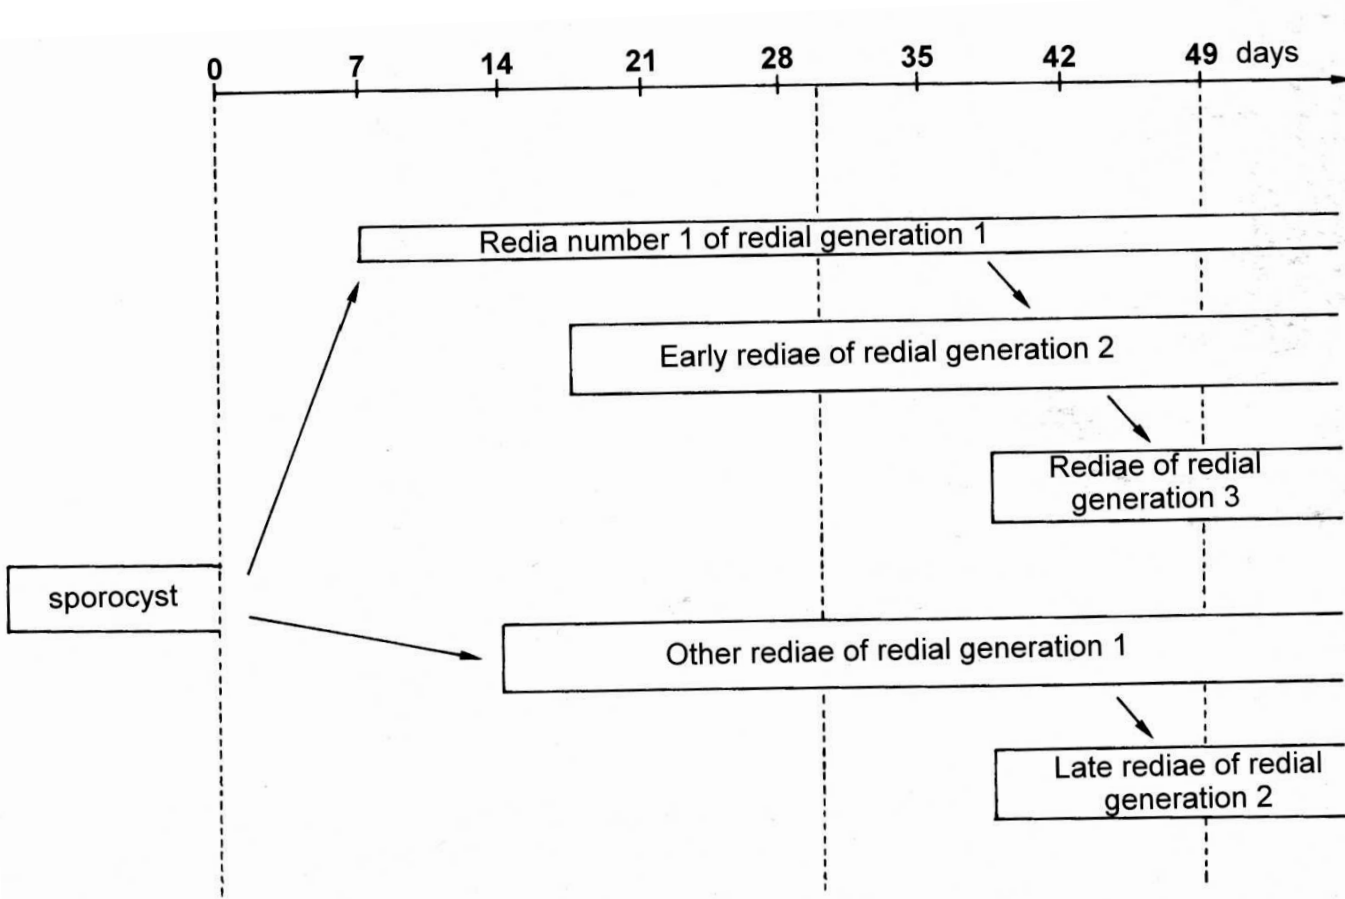 0 7 14 21 28 35 42 49 days
Redia number 1 of redial generation 1
Early rediae of redial generation 2
Rediae of redial
generation 3
sporocyst
Other rediae of redial generation 1
Late rediae of redial
generation 2